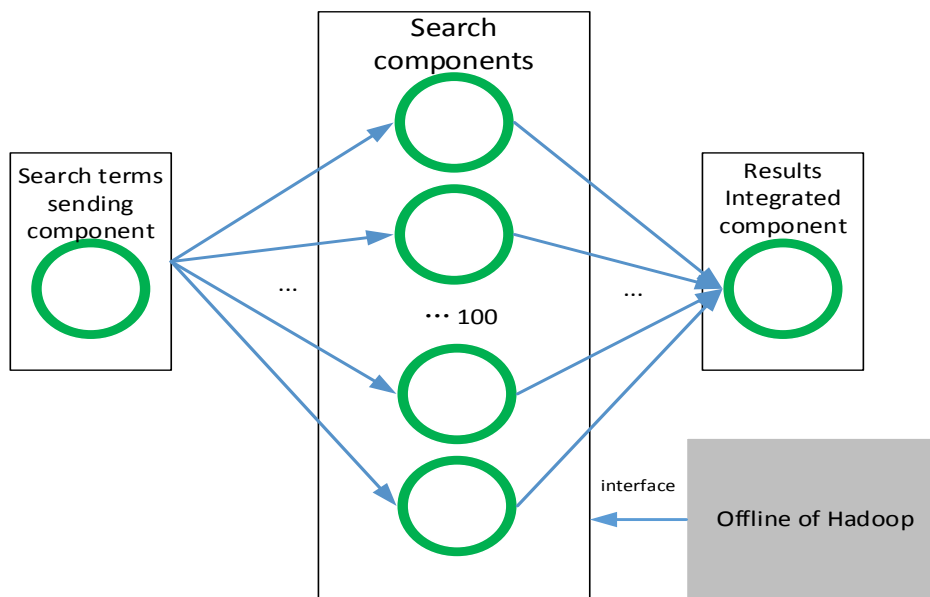 Search
components
Search terms
sending
component
Results
Integrated
component
...
...
... 100
interface
Offline of Hadoop